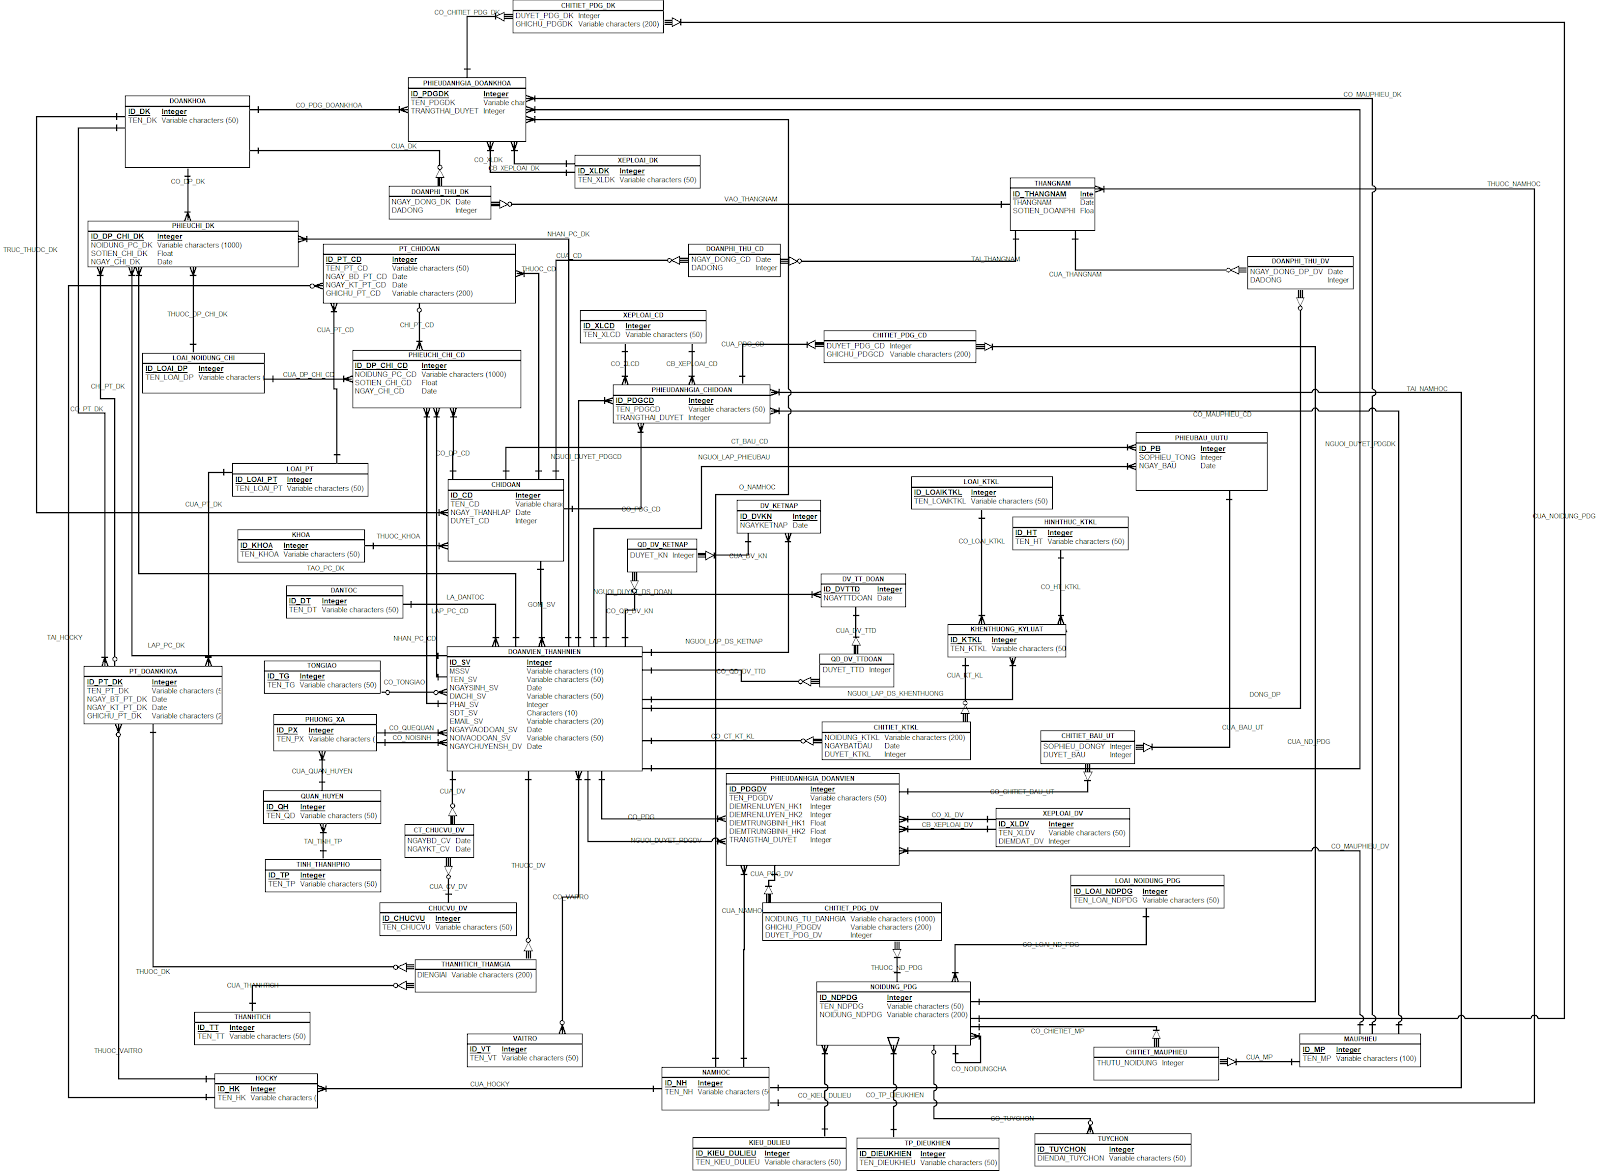 CHITIET_PDG_DK
DUYET_PDG_DK Integer
GHICHU_PDGDK Variable characters (200)
CO_CHITIET_PDG_DK
PHIEUDANHGIA_DOANKHOA
ID_PDGDK Integer
TEN_PDGDK Variable char
TRANGTHAI_DUYET Integer
CO_MAUPHIEU_DK
DOANKHOA
ID_DK Integer
TEN_DK Variable characters (50)
CO_PDG_DOANKHOA
CUA_DK
CO_XLDK
CB_XEPLOAI_DK
XEPLOAI_DK
ID_XLDK Integer
TEN_XLDK Variable characters (50)
CO_DP_DK
DOANPHI_THU_DK
NGAY_DONG_DK Date
DADONG Integer
VAO_THANGNAM
THANGNAM
ID_THANGNAM Inte
THANGNAM Date
SOTIEN_DOANPHI Floa
THUOC_NAMHOC
PHIEUCHI_DK
ID_DP_CHI_DK Integer
NOIDUNG_PC_DK Variable characters (1000)
SOTIEN_CHI_DK Float
NGAY_CHI_DK Date
NHAN_PC_DK
TRUC_THUOC_DK
PT_CHIDOAN
ID_PT_CD Integer
TEN_PT_CD Variable characters (50)
NGAY_BD_PT_CD Date
NGAY_KT_PT_CD Date
GHICHU_PT_CD Variable characters (200)
THUOC_CD
CUA_CD
DOANPHI_THU_CD
NGAY_DONG_CD Date
DADONG Integer
TAI_THANGNAM
CUA_THANGNAM
DOANPHI_THU_DV
NGAY_DONG_DP_DV Date
DADONG Integer
THUOC_DP_CHI_DK
CUA_PT_CD
CHI_PT_CD
XEPLOAI_CD
ID_XLCD Integer
TEN_XLCD Variable characters (50)
CUA_PDG_CD
CHITIET_PDG_CD
DUYET_PDG_CD Integer
GHICHU_PDGCD Variable characters (200)
LOAI_NOIDUNG_CHI
ID_LOAI_DP Integer
TEN_LOAI_DP Variable characters
CUA_DP_CHI_CD
PHIEUCHI_CHI_CD
ID_DP_CHI_CD Integer
NOIDUNG_PC_CD Variable characters (1000)
SOTIEN_CHI_CD Float
NGAY_CHI_CD Date
CO_XLCD
CB_XEPLOAI_CD
PHIEUDANHGIA_CHIDOAN
ID_PDGCD Integer
TEN_PDGCD Variable characters (50)
TRANGTHAI_DUYET Integer
TAI_NAMHOC
CO_MAUPHIEU_CD
CHI_PT_DK
CO_PT_DK
CO_DP_CD
NGUOI_DUYET_PDGCD
CT_BAU_CD
NGUOI_LAP_PHIEUBAU
NGUOI_DUYET_PDGDK
PHIEUBAU_UUTU
ID_PB Integer
SOPHIEU_TONG Integer
NGAY_BAU Date
LOAI_PT
ID_LOAI_PT Integer
TEN_LOAI_PT Variable characters (50)
CUA_PT_DK
CHIDOAN
ID_CD Integer
TEN_CD Variable chara
NGAY_THANHLAP Date
DUYET_CD Integer
O_NAMHOC
CO_PDG_CD
DV_KETNAP
ID_DVKN Integer
NGAYKETNAP Date
LOAI_KTKL
ID_LOAIKTKL Integer
TEN_LOAIKTKL Variable characters (50)
HINHTHUC_KTKL
ID_HT Integer
TEN_HT Variable characters (50)
CUA_NOIDUNG_PDG
KHOA
ID_KHOA Integer
TEN_KHOA Variable characters (50)
THUOC_KHOA
QD_DV_KETNAP
DUYET_KN Integer
CUA_DV_KN
CO_LOAI_KTKL
CO_HT_KTKL
TAO_PC_DK
DANTOC
ID_DT Integer
TEN_DT Variable characters (50)
LA_DANTOC
LAP_PC_CD
GOM_SV
NGUOI_DUYET_DS_DOAN
CO_QD_DV_KN
DV_TT_DOAN
ID_DVTTD Integer
NGAYTTDOAN Date
CUA_DV_TTD
KHENTHUONG_KYLUAT
ID_KTKL Integer
TEN_KTKL Variable characters (50
TAI_HOCKY
LAP_PC_DK
NHAN_PC_CD
NGUOI_LAP_DS_KETNAP
DOANVIEN_THANHNIEN
ID_SV Integer
MSSV Variable characters (10)
TEN_SV Variable characters (50)
NGAYSINH_SV Date
DIACHI_SV Variable characters (50)
PHAI_SV Integer
SDT_SV Characters (10)
EMAIL_SV Variable characters (20)
NGAYVAODOAN_SV Date
NOIVAODOAN_SV Variable characters (50)
NGAYCHUYENSH_DV Date
QD_DV_TTDOAN
DUYET_TTD Integer
CO_QD_DV_TTD
CUA_KT_KL
NGUOI_LAP_DS_KHENTHUONG
DONG_DP
PT_DOANKHOA
ID_PT_DK Integer
TEN_PT_DK Variable characters (5
NGAY_BT_PT_DK Date
NGAY_KT_PT_DK Date
GHICHU_PT_DK Variable characters (2
TONGIAO
ID_TG Integer
TEN_TG Variable characters (50)
CO_TONGIAO
PHUONG_XA
ID_PX Integer
TEN_PX Variable characters (
CO_QUEQUAN
CO_NOISINH
CO_CT_KT_KL
CHITIET_KTKL
NOIDUNG_KTKL Variable characters (200)
NGAYBATDAU Date
DUYET_KTKL Integer
CHITIET_BAU_UT
SOPHIEU_DONGY Integer
DUYET_BAU Integer
CUA_BAU_UT
CUA_ND_PDG
CUA_QUAN_HUYEN
QUAN_HUYEN
ID_QH Integer
TEN_QD Variable characters (50)
CUA_DV
PHIEUDANHGIA_DOANVIEN
ID_PDGDV Integer
TEN_PDGDV Variable characters (50)
DIEMRENLUYEN_HK1 Integer
DIEMRENLUYEN_HK2 Integer
DIEMTRUNGBINH_HK1 Float
DIEMTRUNGBINH_HK2 Float
TRANGTHAI_DUYET Integer
CO_CHITIET_BAU_UT
CO_PDG
NGUOI_DUYET_PDGDV
CO_XL_DV
CB_XEPLOAI_DV
XEPLOAI_DV
ID_XLDV Integer
TEN_XLDV Variable characters (50)
DIEMDAT_DV Integer
CO_MAUPHIEU_DV
CT_CHUCVU_DV
NGAYBD_CV Date
NGAYKT_CV Date
TAI_TINH_TP
TINH_THANHPHO
ID_TP Integer
TEN_TP Variable characters (50)
THUOC_DV
CUA_CV_DV
CUA_PDG_DV
LOAI_NOIDUNG_PDG
ID_LOAI_NDPDG Integer
TEN_LOAI_NDPDG Variable characters (50)
CO_VAITRO
CHUCVU_DV
ID_CHUCVU Integer
TEN_CHUCVU Variable characters (50)
CUA_NAMHO
CHITIET_PDG_DV
NOIDUNG_TU_DANHGIA Variable characters (1000)
GHICHU_PDGDV Variable characters (200)
DUYET_PDG_DV Integer
CO_LOAI_ND_PDG
THUOC_DK
THANHTICH_THAMGIA
DIENGIAI Variable characters (200)
THUOC_ND_PDG
CUA_THANHTICH
NOIDUNG_PDG
ID_NDPDG Integer
TEN_NDPDG Variable characters (50)
NOIDUNG_NDPDG Variable characters (200)
THANHTICH
ID_TT Integer
TEN_TT Variable characters (50)
VAITRO
ID_VT Integer
TEN_VT Variable characters (50)
CO_CHIETIET_MP
CHITIET_MAUPHIEU
THUTU_NOIDUNG Integer
CUA_MP
MAUPHIEU
ID_MP Integer
TEN_MP Variable characters (100)
THUOC_VAITRO
CO_NOIDUNGCHA
HOCKY
ID_HK Integer
TEN_HK Variable characters (
CUA_HOCKY
NAMHOC
ID_NH Integer
TEN_NH Variable characters (5
CO_KIEU_DULIEU
CO_TP_DIEUKHIEN
CO_TUYCHON
KIEU_DULIEU
ID_KIEU_DULIEU Integer
TEN_KIEU_DULIEU Variable characters (50)
TP_DIEUKHIEN
ID_DIEUKHIEN Integer
TEN_DIEUKHIEU Variable characters (50)
TUYCHON
ID_TUYCHON Integer
DIENDAI_TUYCHON Variable characters (50)